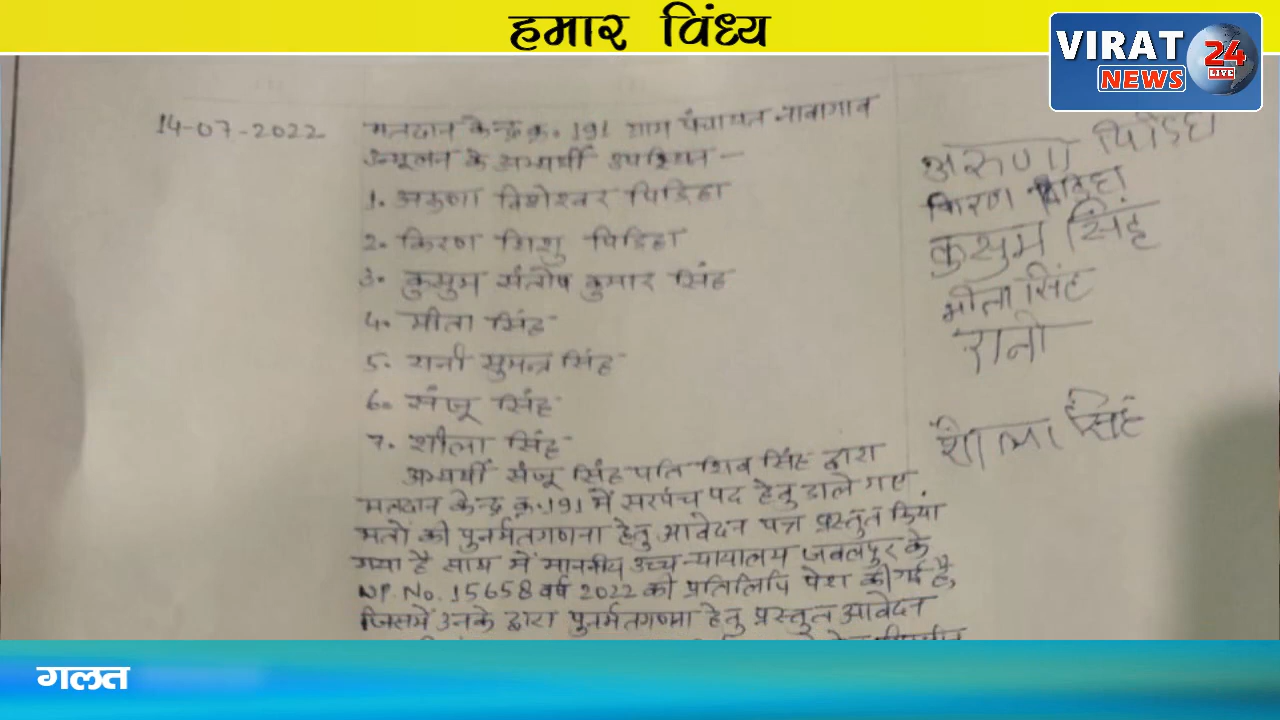 हमार विंध्य
VIRAT 24
NEWS LIVE
14-07-2022
मतदान केन्द्र क्र. 191 ग्राम पंचायत नावागांव
उन्मूलन के अभ्यर्थी उपस्थित -
1. अरुणा विशेश्वर पिडिहा
2. किरण शिशु पिडिहा
3. कुसुम संतोष कुमार सिंह
4. मीता सिंह
5. रानी सुमन्त्र सिंह
6. संजू सिंह
7. शीला सिंह
अभ्यर्थी संजू सिंह पति शिव सिंह द्वारा
मतदान केन्द्र क्र. 191 में सरपंच पद हेतु डाले गए
मतों की पुनर्मतगणना हेतु आवेदन पत्र प्रस्तुत किया
गया है साथ में माननीय उच्च न्यायालय जबलपुर के
W.P. No. 15658 वर्ष 2022 की प्रतिलिपि पेश की गई है,
जिसमें उनके द्वारा पुनर्मतगणना हेतु प्रस्तुत आवेदन
अरुणा पिडिहा
किरण पिडिहा
कुसुम सिंह
मीता सिंह
रानी
शीला सिंह
गलत